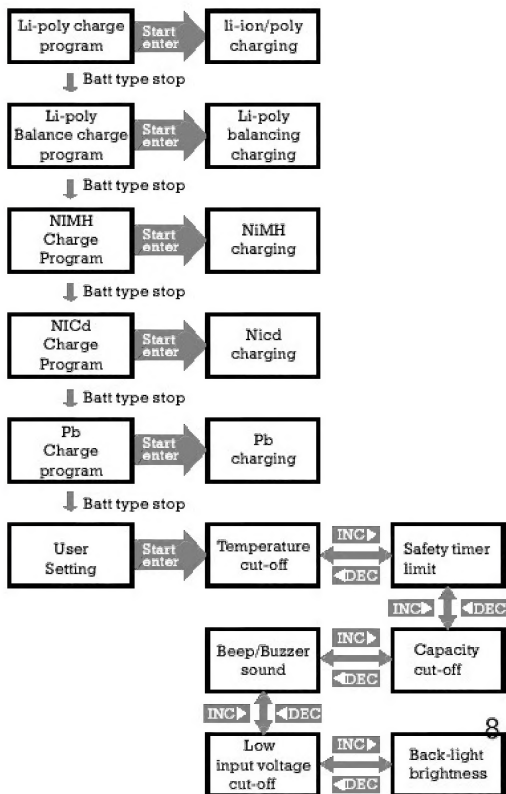 Li-poly charge
program
Start
enter
li-ion/poly
charging
Batt type stop
Li-poly
Balance charge
program
Start
enter
Li-poly
balancing
charging
Batt type stop
NIMH
Charge
Program
Start
enter
NiMH
charging
Batt type stop
NICd
Charge
Program
Start
enter
Nicd
charging
Batt type stop
Pb
Charge
program
Start
enter
Pb
charging
Batt type stop
User
Setting
Start
enter
Temperature
cut-off
INC▶
◀DEC
Safety timer
limit
INC▶
◀DEC
Beep/Buzzer
sound
INC▶
◀DEC
Capacity
cut-off
INC▶
◀DEC
8
Low
input voltage
cut-off
INC▶
◀DEC
Back-light
brightness